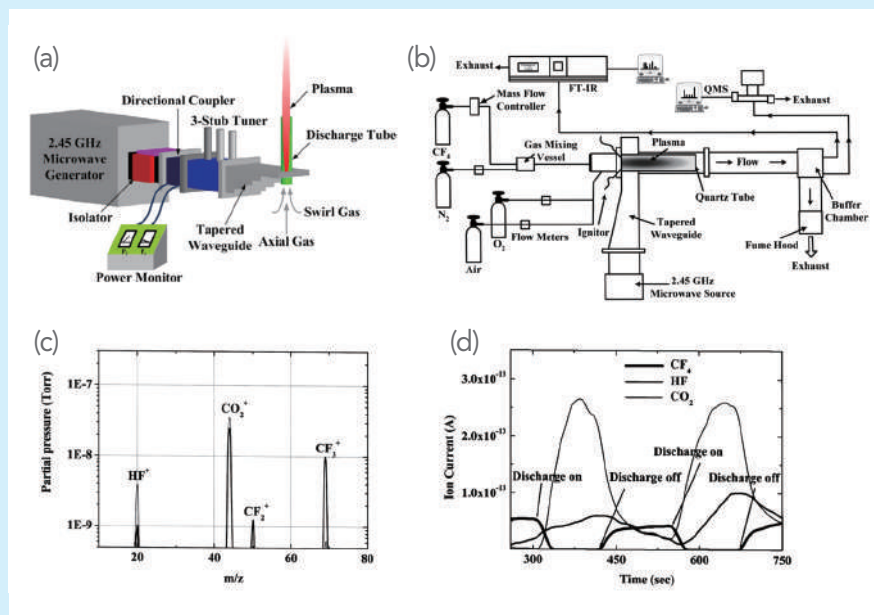 (a)
Plasma
Directional Coupler
3-Stub Tuner
Discharge Tube
2.45 GHz
Microwave
Generator
Isolator
Swirl Gas
Tapered
Waveguide
Axial Gas
Power Monitor
(b)
Exhaust
FT-IR
QMS
Exhaust
Mass Flow
Controller
CF4
Gas Mixing
Vessel
Plasma
Flow
N2
Quartz Tube
Buffer
Chamber
O2
Ignitor
Tapered
Waveguide
Flow Meters
Fume Hood
Air
Exhaust
2.45 GHz
Microwave Source
(c)
Partial pressure (Torr)
1E-7
1E-8
1E-9
HF+
CO2+
CF2+
CF3+
20
40
60
80
m/z
(d)
Ion Current (A)
3.0x10-13
2.0x10-13
1.0x10-13
CF4
HF
CO2
Discharge on
Discharge on
Discharge off
Discharge off
300
450
600
750
Time (sec)